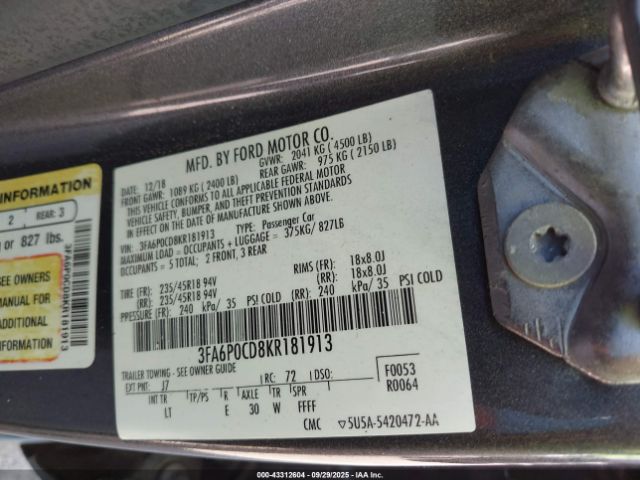 MFD. BY FORD MOTOR CO.
DATE: 12/18 GVWR: 2041 KG ( 4500 LB)
FRONT GAWR: 1089 KG ( 2400 LB) REAR GAWR: 975 KG ( 2150 LB)
THIS VEHICLE CONFORMS TO ALL APPLICABLE FEDERAL MOTOR
VEHICLE SAFETY, BUMPER, AND THEFT PREVENTION STANDARDS
IN EFFECT ON THE DATE OF MANUFACTURE SHOWN ABOVE.
VIN: 3FA6P0CD8KR181913 TYPE: Passenger Car
MAXIMUM LOAD = OCCUPANTS + LUGGAGE = 375KG/ 827LB
OCCUPANTS = 5 TOTAL: 2 FRONT, 3 REAR
TIRE (FR): 235/45R18 94V RIMS (FR): 18x8.0J
(RR): 235/45R18 94V (RR): 18x8.0J
PPESSURE (FR): 240 kPa/ 35 PSI COLD (RR): 240 kPa/ 35 PSI COLD
3FA6P0CD8KR181913
TRAILER TOWING - SEE OWNER GUIDE
EXT PNT: J7 RC: 72 DSO: F0053
R0064
INT TR TP/PS R AXLE TR SPR
LT E 30 W FFFF
CMC 5U5A-5420472-AA
INFORMATION
2 REAR: 3
or 827 lbs.
SEE OWNERS
MANUAL FOR
ADDITIONAL
INFORMATION
3FA6P0CD8KR181913
000-43312604 - 09/29/2025 - IAA Inc.